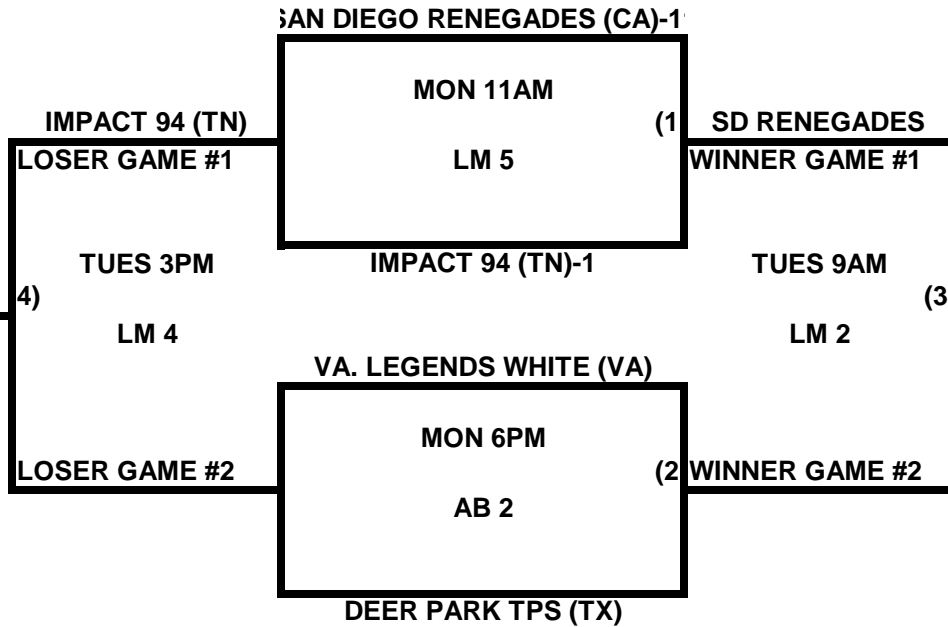 SAN DIEGO RENEGADES (CA)-1
MON 11AM
IMPACT 94 (TN)
(1
SD RENEGADES
LOSER GAME #1
LM 5
WINNER GAME #1
TUES 3PM
IMPACT 94 (TN)-1
TUES 9AM
4)
(3
LM 4
LM 2
VA. LEGENDS WHITE (VA)
MON 6PM
LOSER GAME #2
(2
WINNER GAME #2
AB 2
DEER PARK TPS (TX)